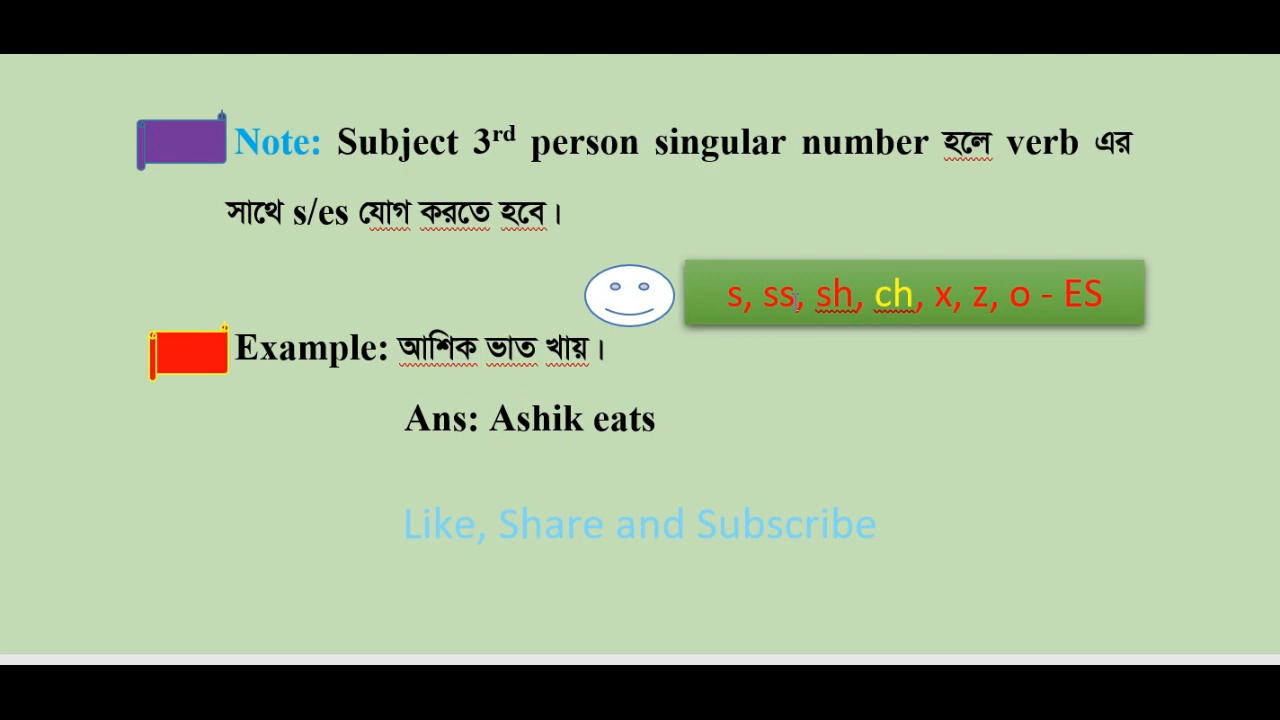 Note: Subject 3rd person singular number হলে verb এর
সাথে s/es যোগ করতে হবে।
s, ss, sh, ch, x, z, o - ES
Example: আশিক ভাত খায়।
Ans: Ashik eats
Like, Share and Subscribe